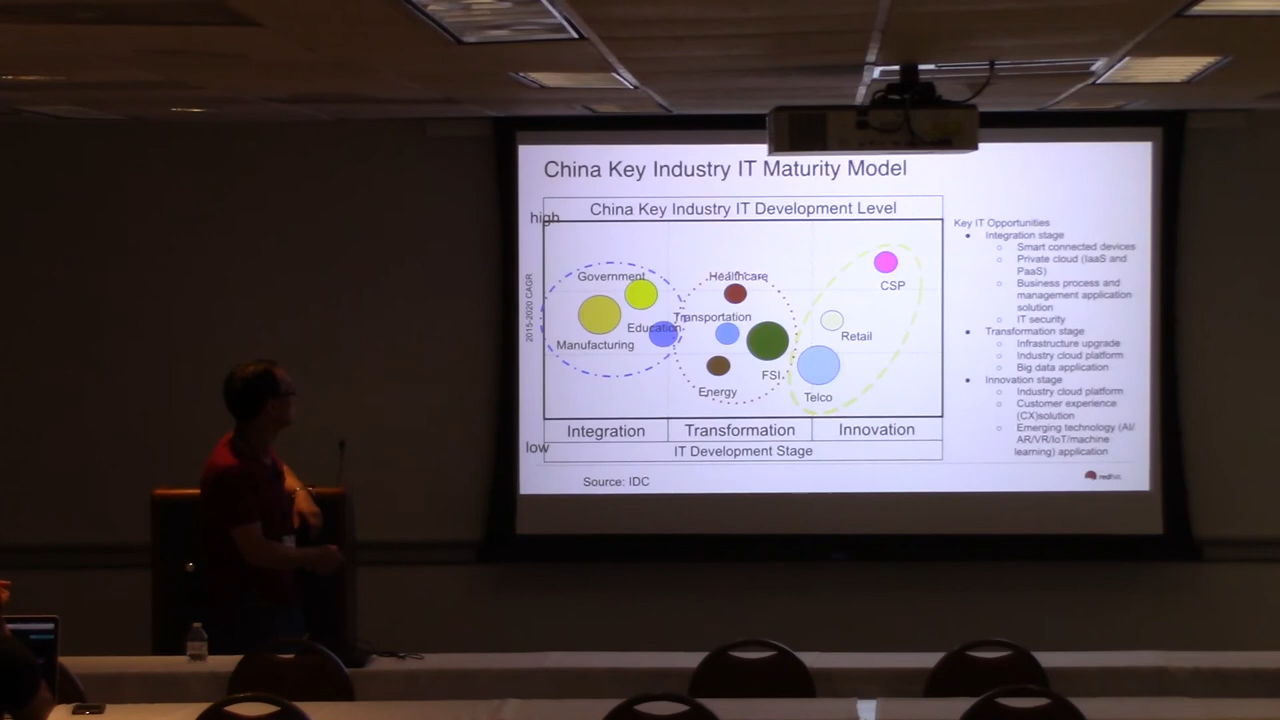 China Key Industry IT Maturity Model
China Key Industry IT Development Level
high
2015-2020 CAGR
Government
Healthcare
CSP
Education
Transportation
Manufacturing
Retail
FSI
Energy
Telco
Integration
Transformation
Innovation
low
IT Development Stage
Source: IDC
Key IT Opportunities
● Integration stage
○ Smart connected devices
○ Private cloud (IaaS and
PaaS)
○ Business process and
management application
solution
○ IT security
● Transformation stage
○ Infrastructure upgrade
○ Industry cloud platform
○ Big data application
● Innovation stage
○ Industry cloud platform
○ Customer experience
(CX)solution
○ Emerging technology (AI/
AR/VR/IoT/machine
learning) application
redhat